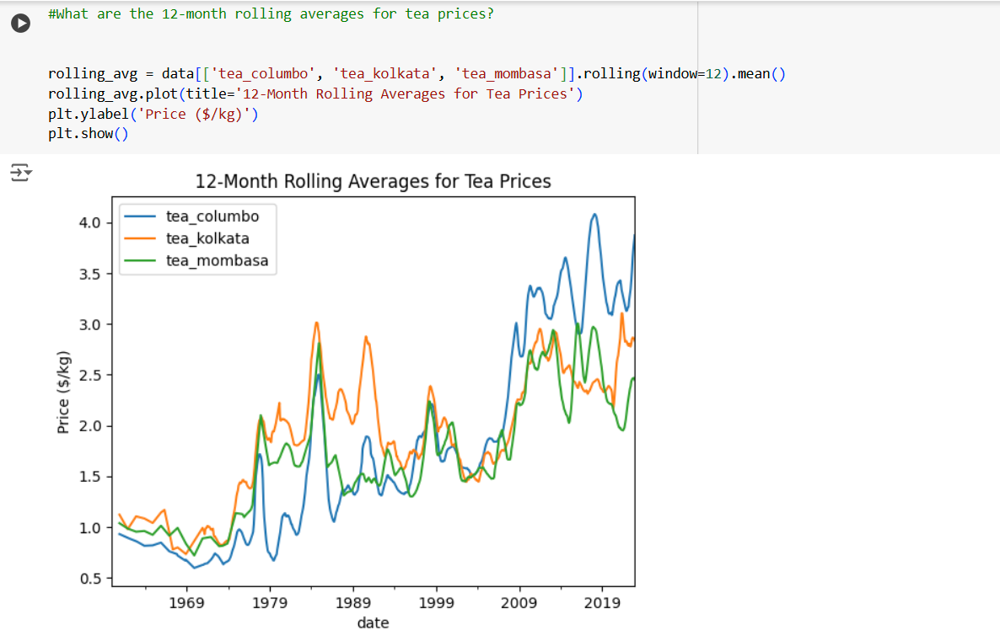 #What are the 12-month rolling averages for tea prices?
rolling_avg = data[['tea_columbo', 'tea_kolkata', 'tea_mombasa']].rolling(window=12).mean()
rolling_avg.plot(title='12-Month Rolling Averages for Tea Prices')
plt.ylabel('Price ($/kg)')
plt.show()
12-Month Rolling Averages for Tea Prices
tea_columbo
tea_kolkata
tea_mombasa
4.0
3.5
3.0
2.5
2.0
1.5
1.0
0.5
Price ($/kg)
1969 1979 1989 1999 2009 2019
date